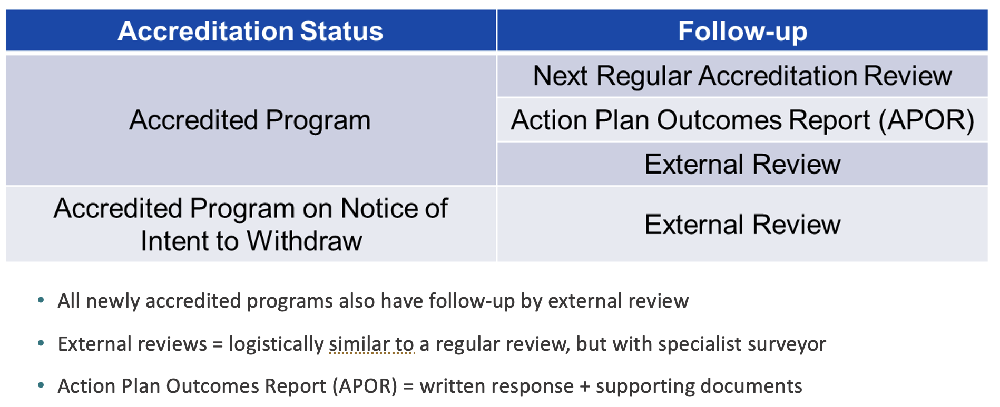 Accreditation Status
Follow-up
Accredited Program
Next Regular Accreditation Review
Action Plan Outcomes Report (APOR)
External Review
Accredited Program on Notice of
Intent to Withdraw
External Review
• All newly accredited programs also have follow-up by external review
• External reviews = logistically similar to a regular review, but with specialist surveyor
• Action Plan Outcomes Report (APOR) = written response + supporting documents